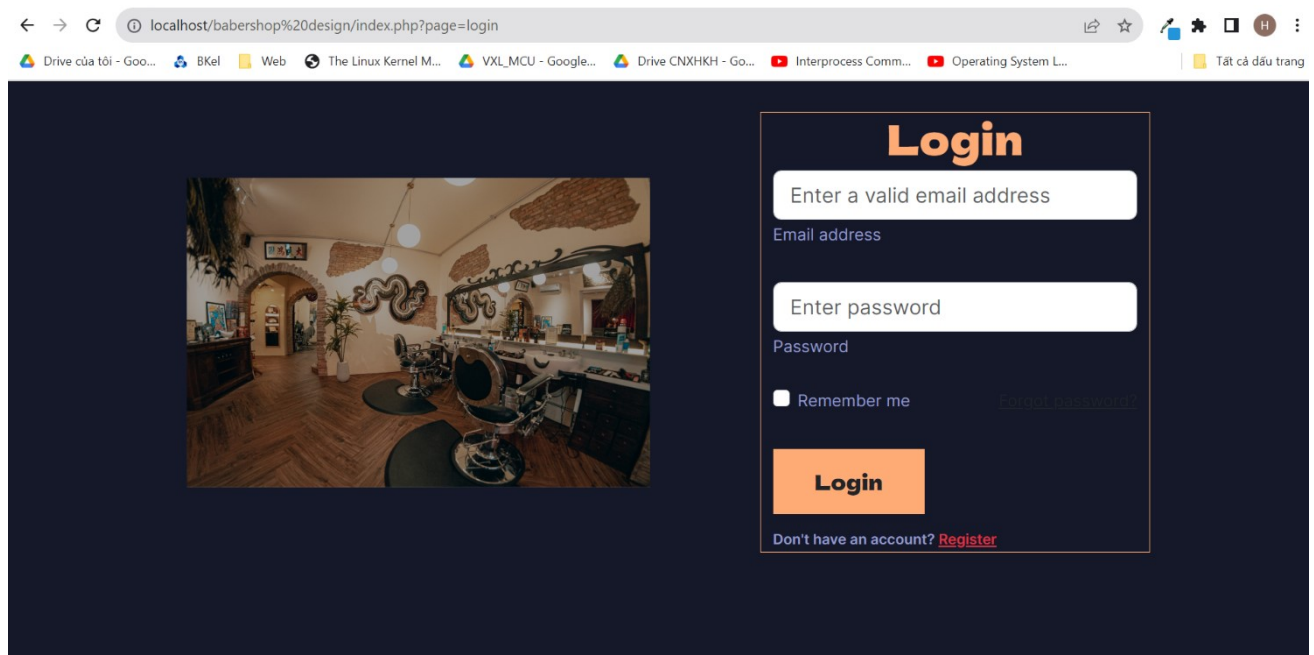 localhost/babershop%20design/index.php?page=login
H
Drive của tôi - Goo... BKel Web The Linux Kernel M... VXL_MCU - Google... Drive CNXHKH - Go... Interprocess Comm... Operating System L... Tất cả dấu trang
Login
Enter a valid email address
Email address
Enter password
Password
Remember me Forgot password?
Login
Don't have an account? Register